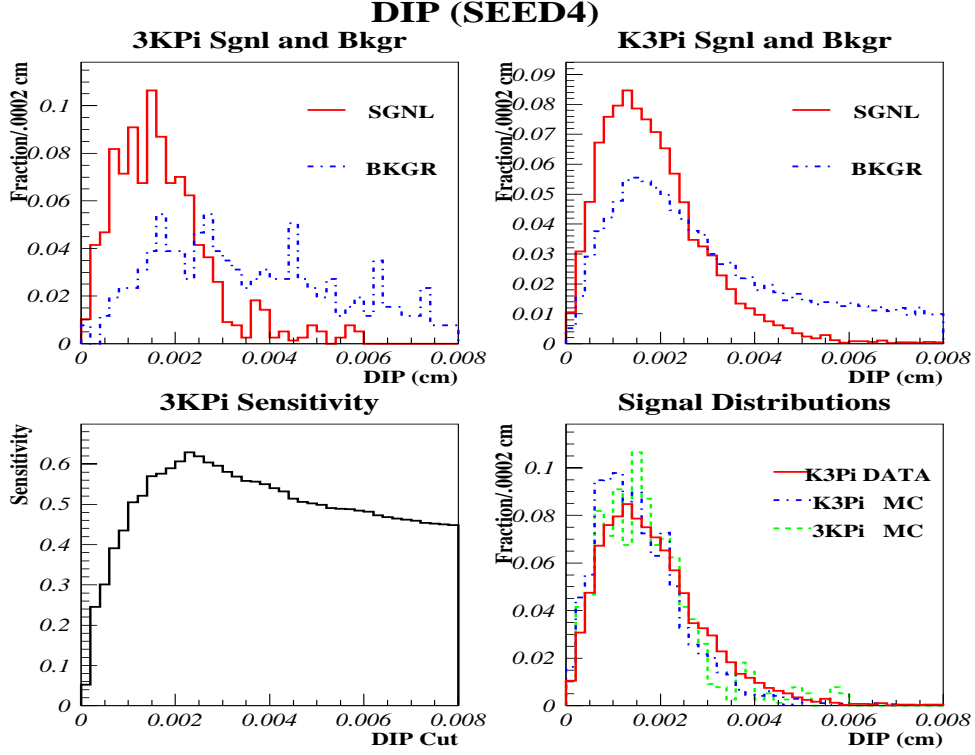 DIP (SEED4)
3KPi Sgnl and Bkgr
Fraction/.0002 cm
0.1
0.08
0.06
0.04
0.02
0
SGNL
BKGR
0 0.002 0.004 0.006 0.008
DIP (cm)
K3Pi Sgnl and Bkgr
Fraction/.0002 cm
0.09
0.08
0.07
0.06
0.05
0.04
0.03
0.02
0.01
0
SGNL
BKGR
0 0.002 0.004 0.006 0.008
DIP (cm)
3KPi Sensitivity
Sensitivity
0.6
0.5
0.4
0.3
0.2
0.1
0
0 0.002 0.004 0.006 0.008
DIP Cut
Signal Distributions
Fraction/.0002 cm
0.1
0.08
0.06
0.04
0.02
0
K3Pi DATA
K3Pi MC
3KPi MC
0 0.002 0.004 0.006 0.008
DIP (cm)